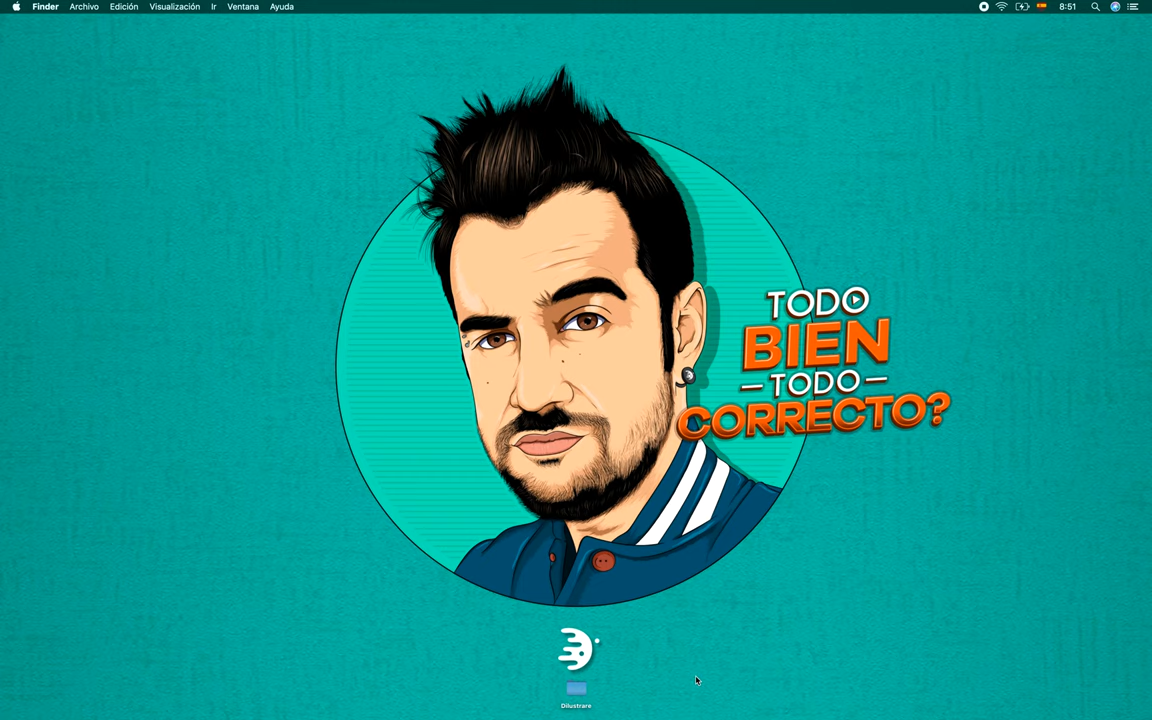 Finder Archivo Edición Visualización Ir Ventana Ayuda 8:51
TODO
BIEN
TODO
CORRECTO?
Dilustrare